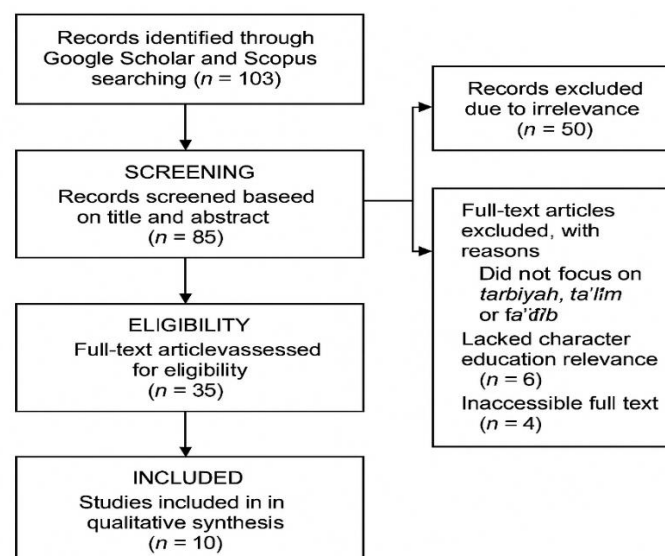 Records identified through
Google Scholar and Scopus
searching (n = 103)
Records excluded
due to irrelevance
(n = 50)
SCREENING
Records screened baseed
on title and abstract
(n = 85)
Full-text articles
excluded, with
reasons
Did not focus on
tarbiyah, ta'līm
or fa'dīb
Lacked character
education relevance
(n = 6)
Inaccessible full text
(n = 4)
ELIGIBILITY
Full-text articlevassessed
for eligibility
(n = 35)
INCLUDED
Studies included in in
qualitative synthesis
(n = 10)